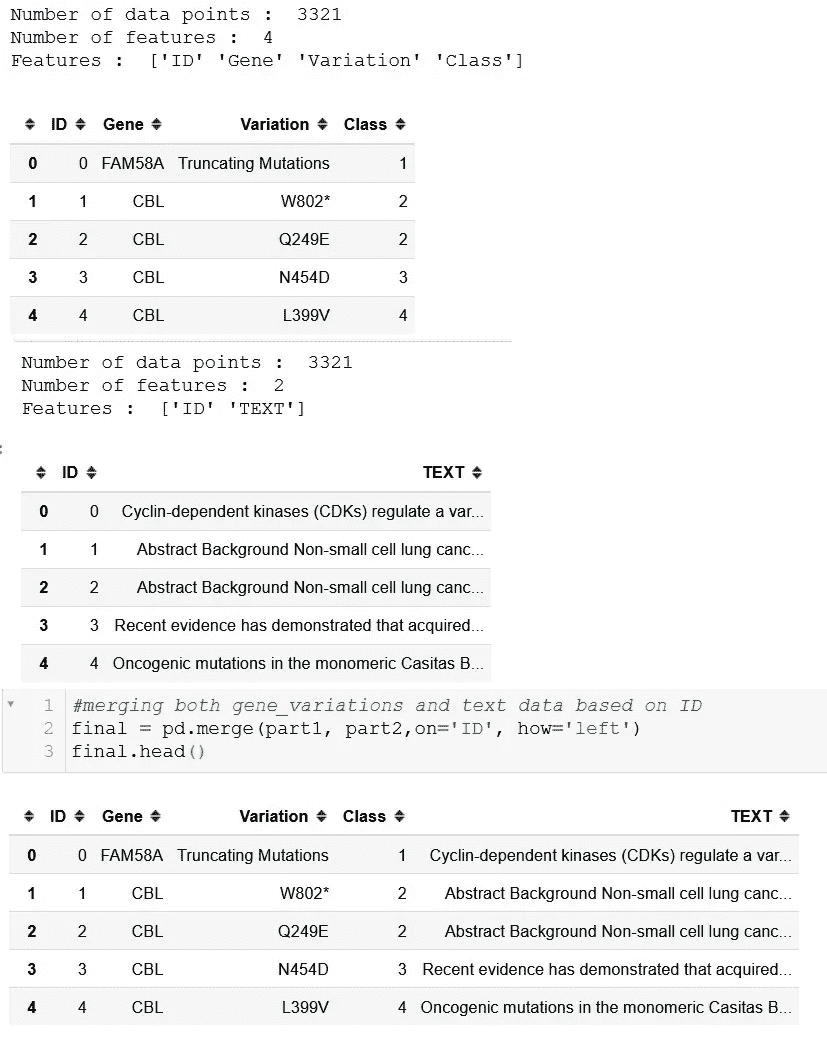 Number of data points :  3321
Number of features :  4
Features :  ['ID' 'Gene' 'Variation' 'Class']
ID Gene Variation Class
0 0 FAM58A Truncating Mutations 1
1 1 CBL W802* 2
2 2 CBL Q249E 2
3 3 CBL N454D 3
4 4 CBL L399V 4
Number of data points :  3321
Number of features :  2
Features :  ['ID' 'TEXT']
:
ID TEXT
0 0 Cyclin-dependent kinases (CDKs) regulate a var...
1 1 Abstract Background Non-small cell lung canc...
2 2 Abstract Background Non-small cell lung canc...
3 3 Recent evidence has demonstrated that acquired...
4 4 Oncogenic mutations in the monomeric Casitas B...
1 #merging both gene_variations and text data based on ID
2 final = pd.merge(part1, part2,on='ID', how='left')
3 final.head()
ID Gene Variation Class TEXT
0 0 FAM58A Truncating Mutations 1 Cyclin-dependent kinases (CDKs) regulate a var...
1 1 CBL W802* 2 Abstract Background Non-small cell lung canc...
2 2 CBL Q249E 2 Abstract Background Non-small cell lung canc...
3 3 CBL N454D 3 Recent evidence has demonstrated that acquired...
4 4 CBL L399V 4 Oncogenic mutations in the monomeric Casitas B...